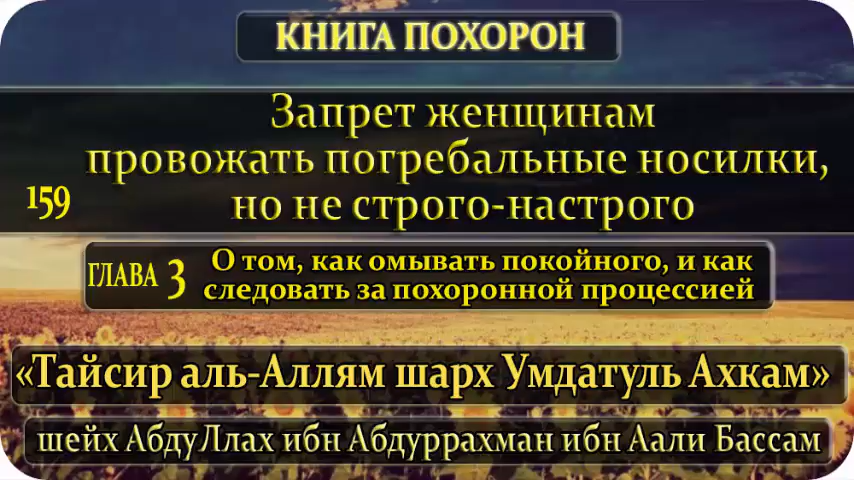 КНИГА ПОХОРОН
Запрет женщинам
провожать погребальные носилки,
159 но не строго-настрого
ГЛАВА 3 О том, как омывать покойного, и как
следовать за похоронной процессией
«Тайсир аль-Аллям шарх Умдатуль Ахкам»
шейх АбдуЛлах ибн Абдуррахман ибн Аали Бассам